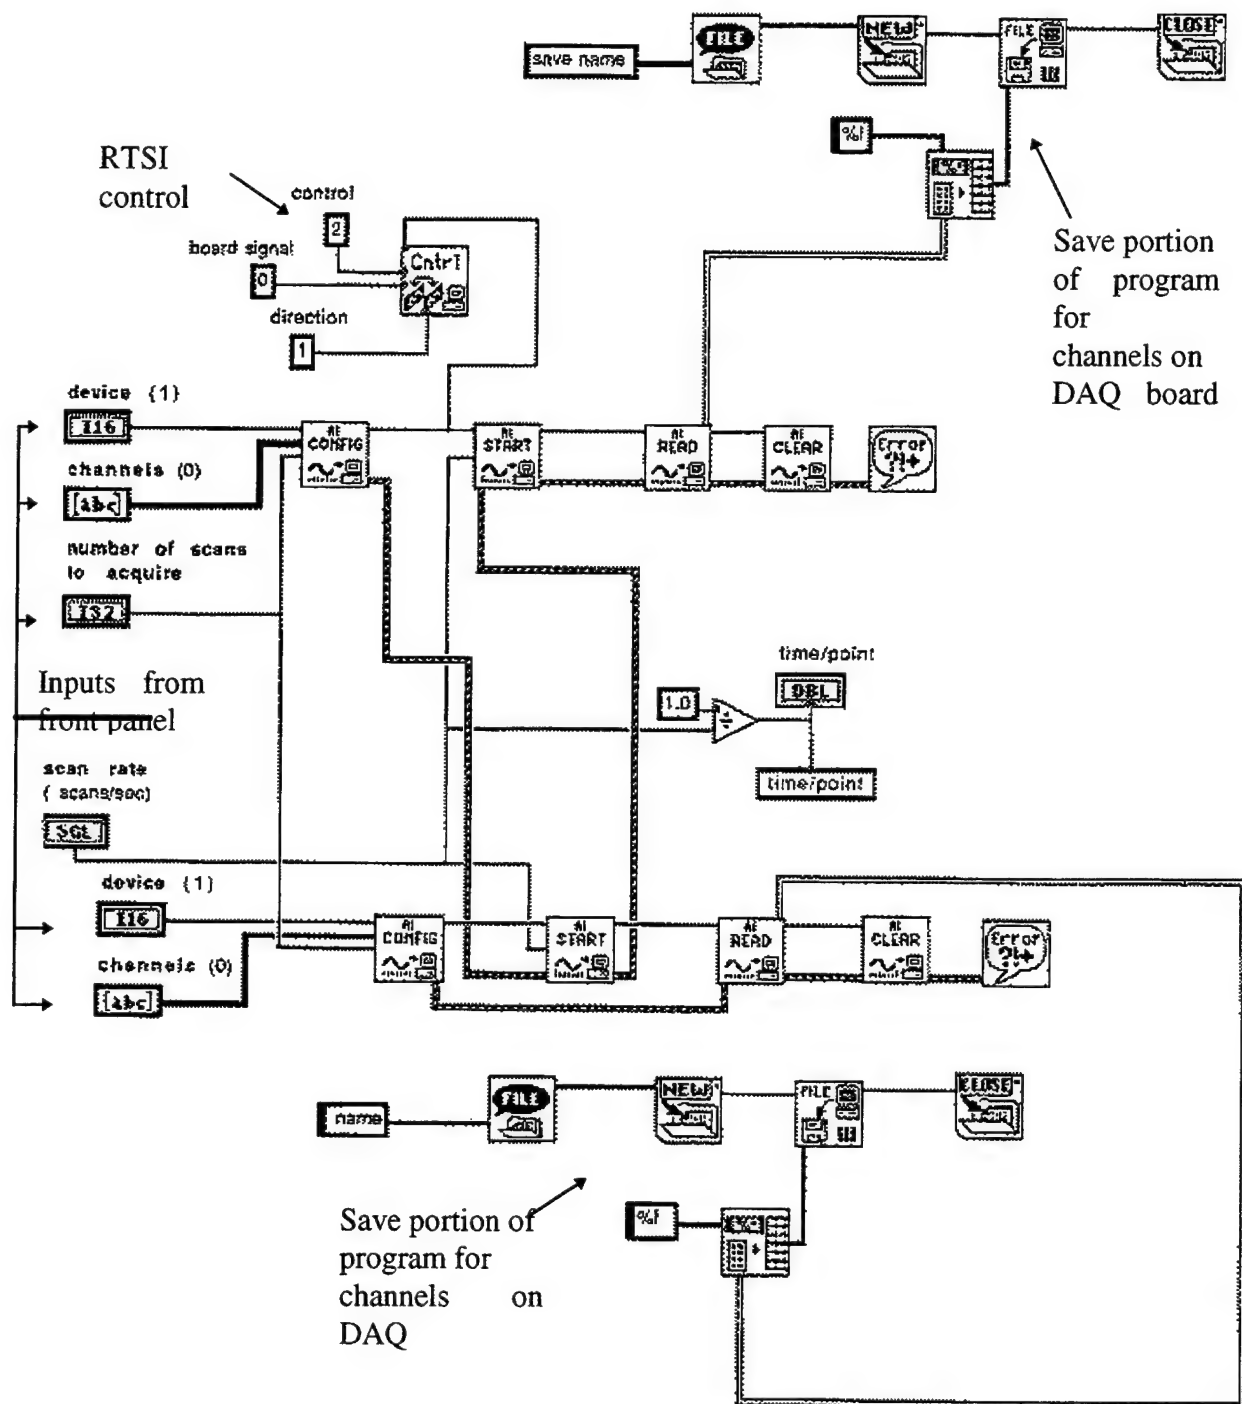 save name
FILE
NEW
FILE
CLOSE
%f
RTSI
control
control
2
board signal
0
Cntrl
direction
1
Save portion
of program
for
channels on
DAQ board
device {1}
I16
channels (0)
[abc]
number of scans
to acquire
I32
AI
CONFIG
AI
START
AI
READ
AI
CLEAR
Error
?!+
Inputs from
front panel
time/point
DBL
1.0
÷
time/point
scan rate
( scans/sec)
SGL
device {1}
I16
channels (0)
[abc]
AI
CONFIG
AI
START
AI
READ
AI
CLEAR
Error
?!+
name
FILE
NEW
FILE
CLOSE
%f
Save portion of
program for
channels on
DAQ